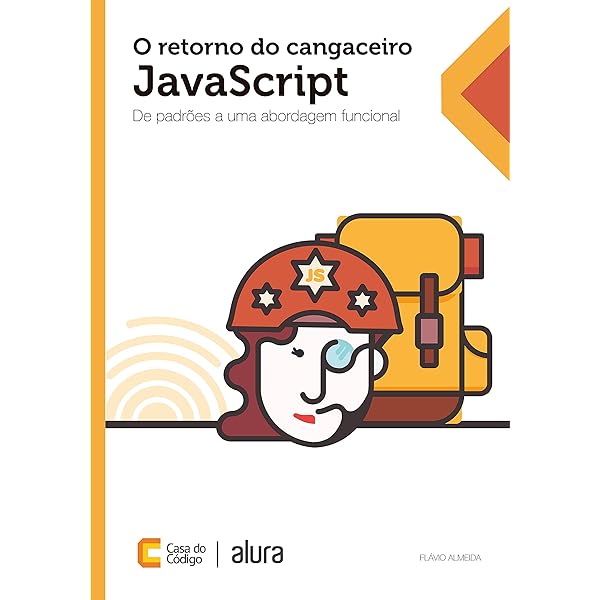 O retorno do cangaceiro
JavaScript
De padrões a uma abordagem funcional
JS
Casa do
Código
alura
FLÁVIO ALMEIDA